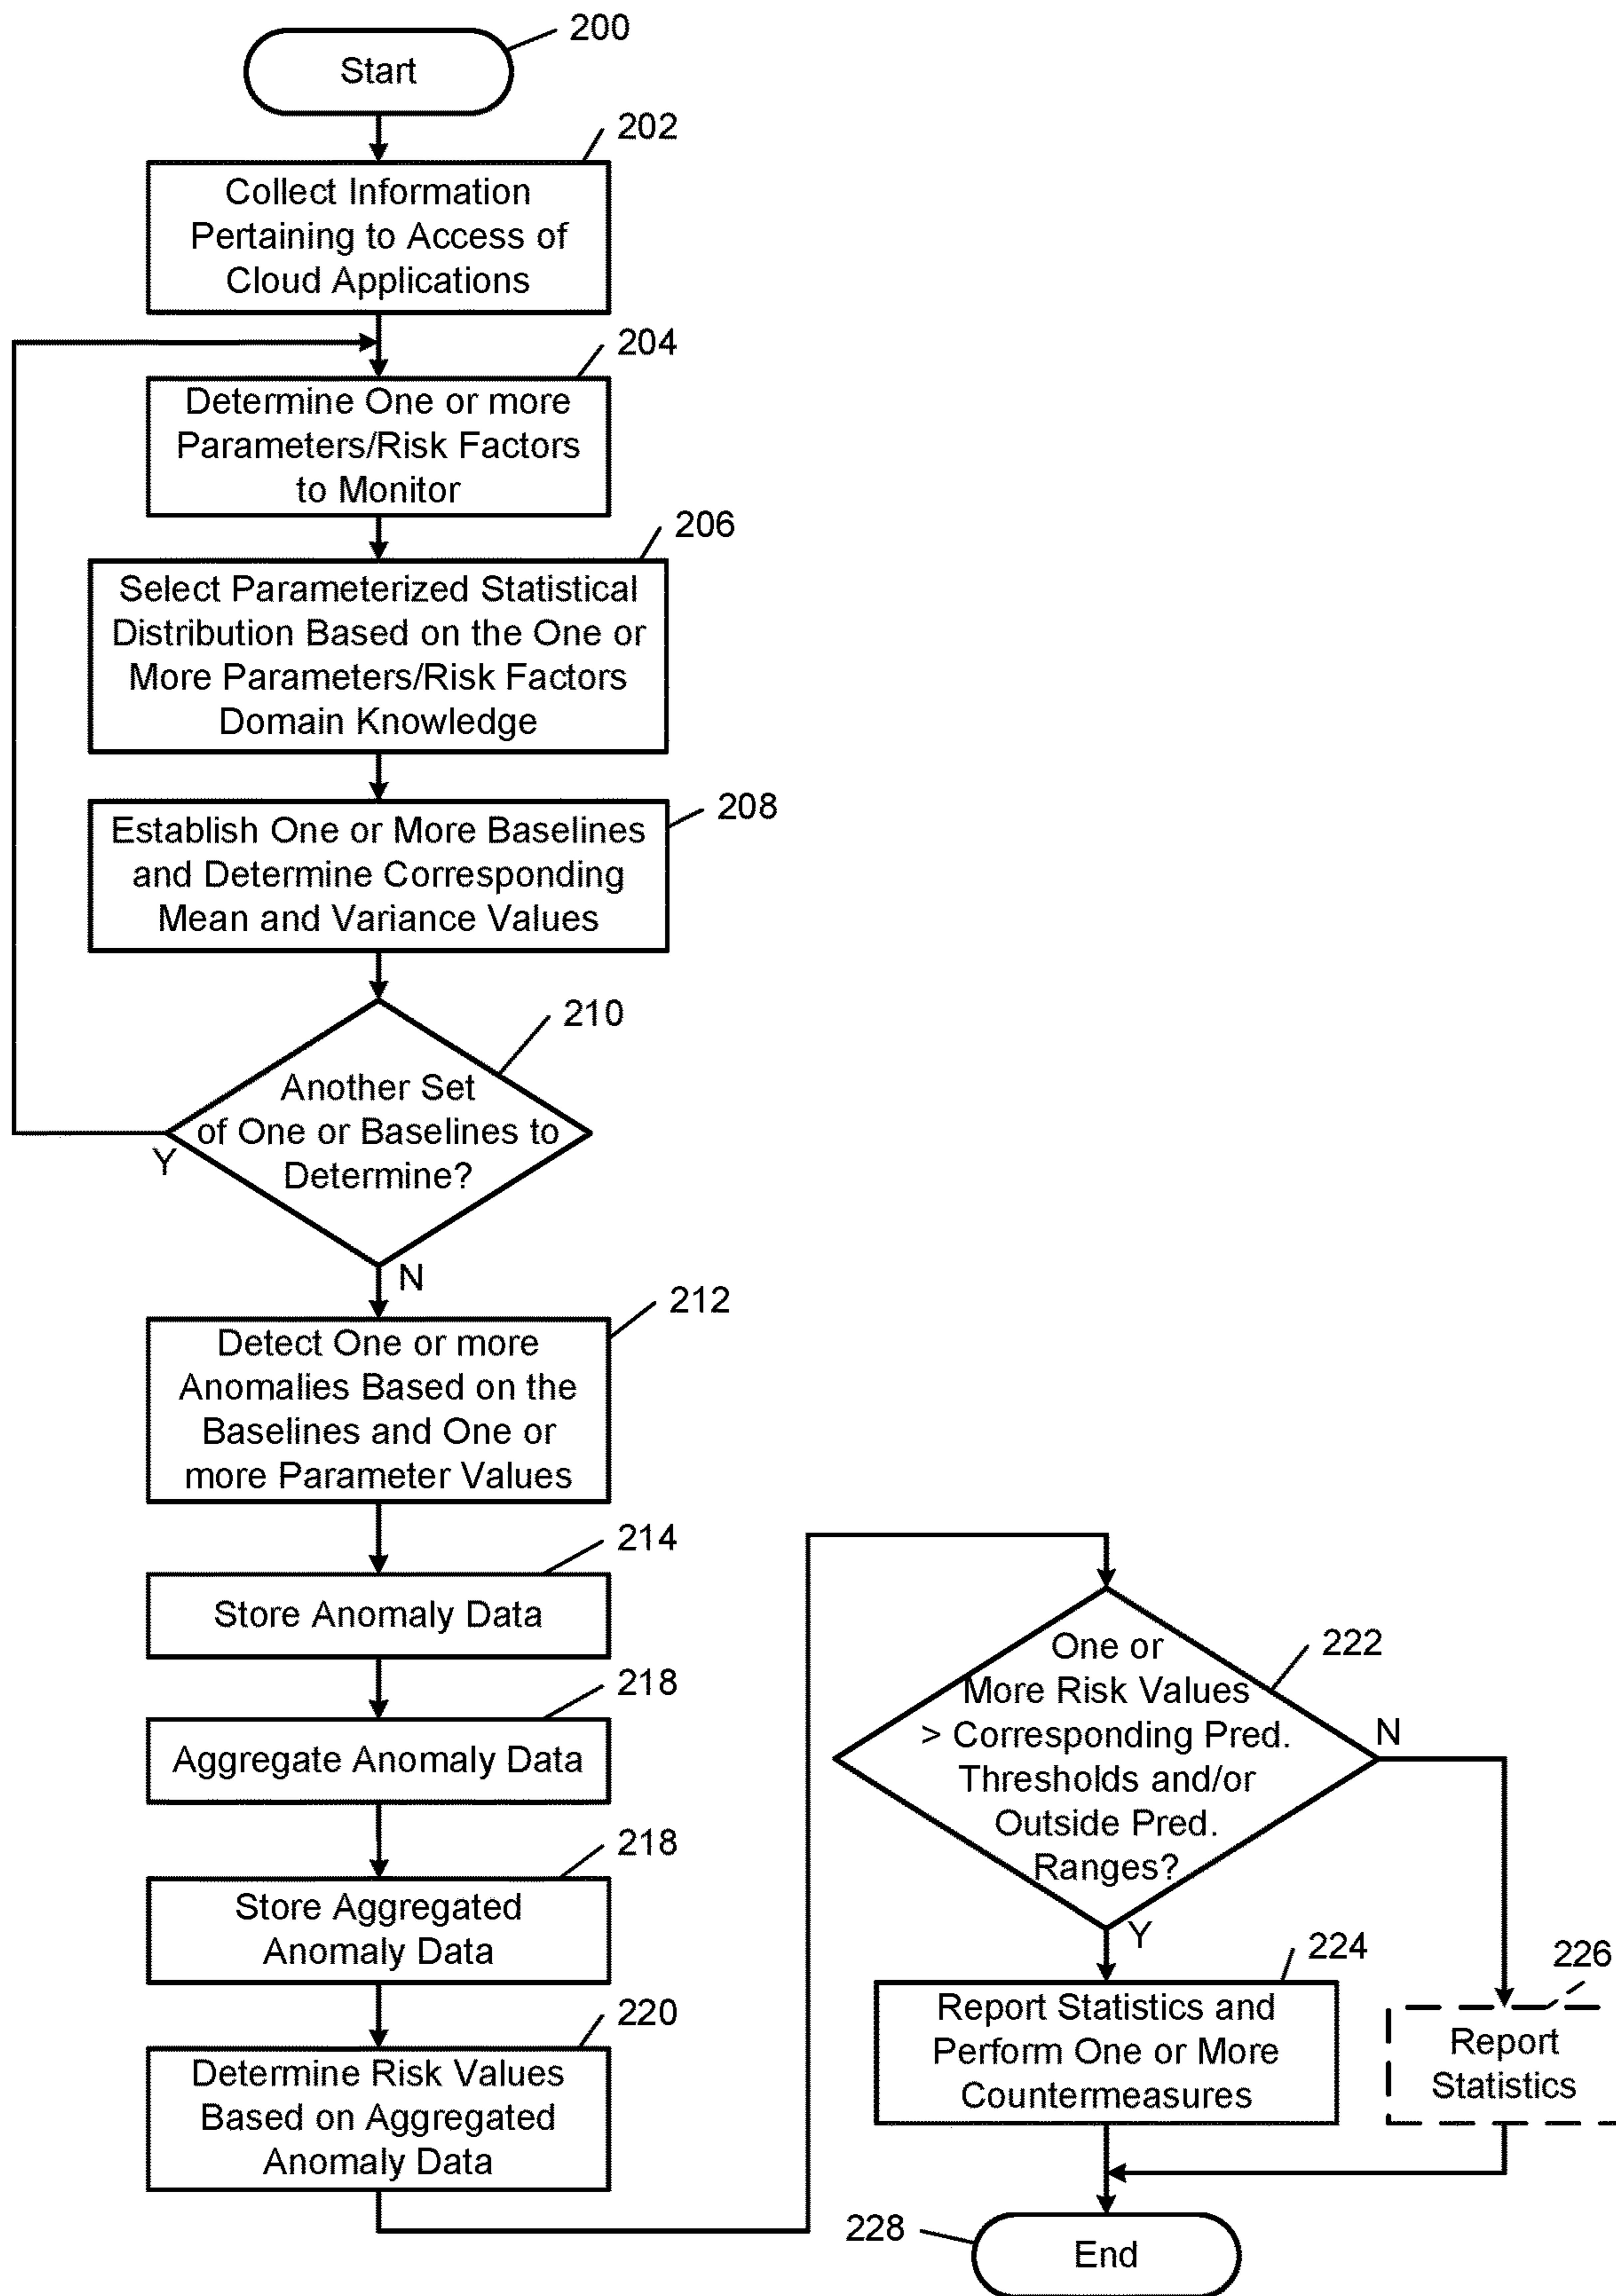 200
Start
202
Collect Information
Pertaining to Access of
Cloud Applications
204
Determine One or more
Parameters/Risk Factors
to Monitor
206
Select Parameterized Statistical
Distribution Based on the One or
More Parameters/Risk Factors
Domain Knowledge
208
Establish One or More Baselines
and Determine Corresponding
Mean and Variance Values
210
Another Set
of One or Baselines to
Determine?
Y
N
212
Detect One or more
Anomalies Based on the
Baselines and One or
more Parameter Values
214
Store Anomaly Data
218
Aggregate Anomaly Data
218
Store Aggregated
Anomaly Data
220
Determine Risk Values
Based on Aggregated
Anomaly Data
222
One or
More Risk Values
> Corresponding Pred.
Thresholds and/or
Outside Pred.
Ranges?
N
Y
224
Report Statistics and
Perform One or More
Countermeasures
226
Report
Statistics
228
End